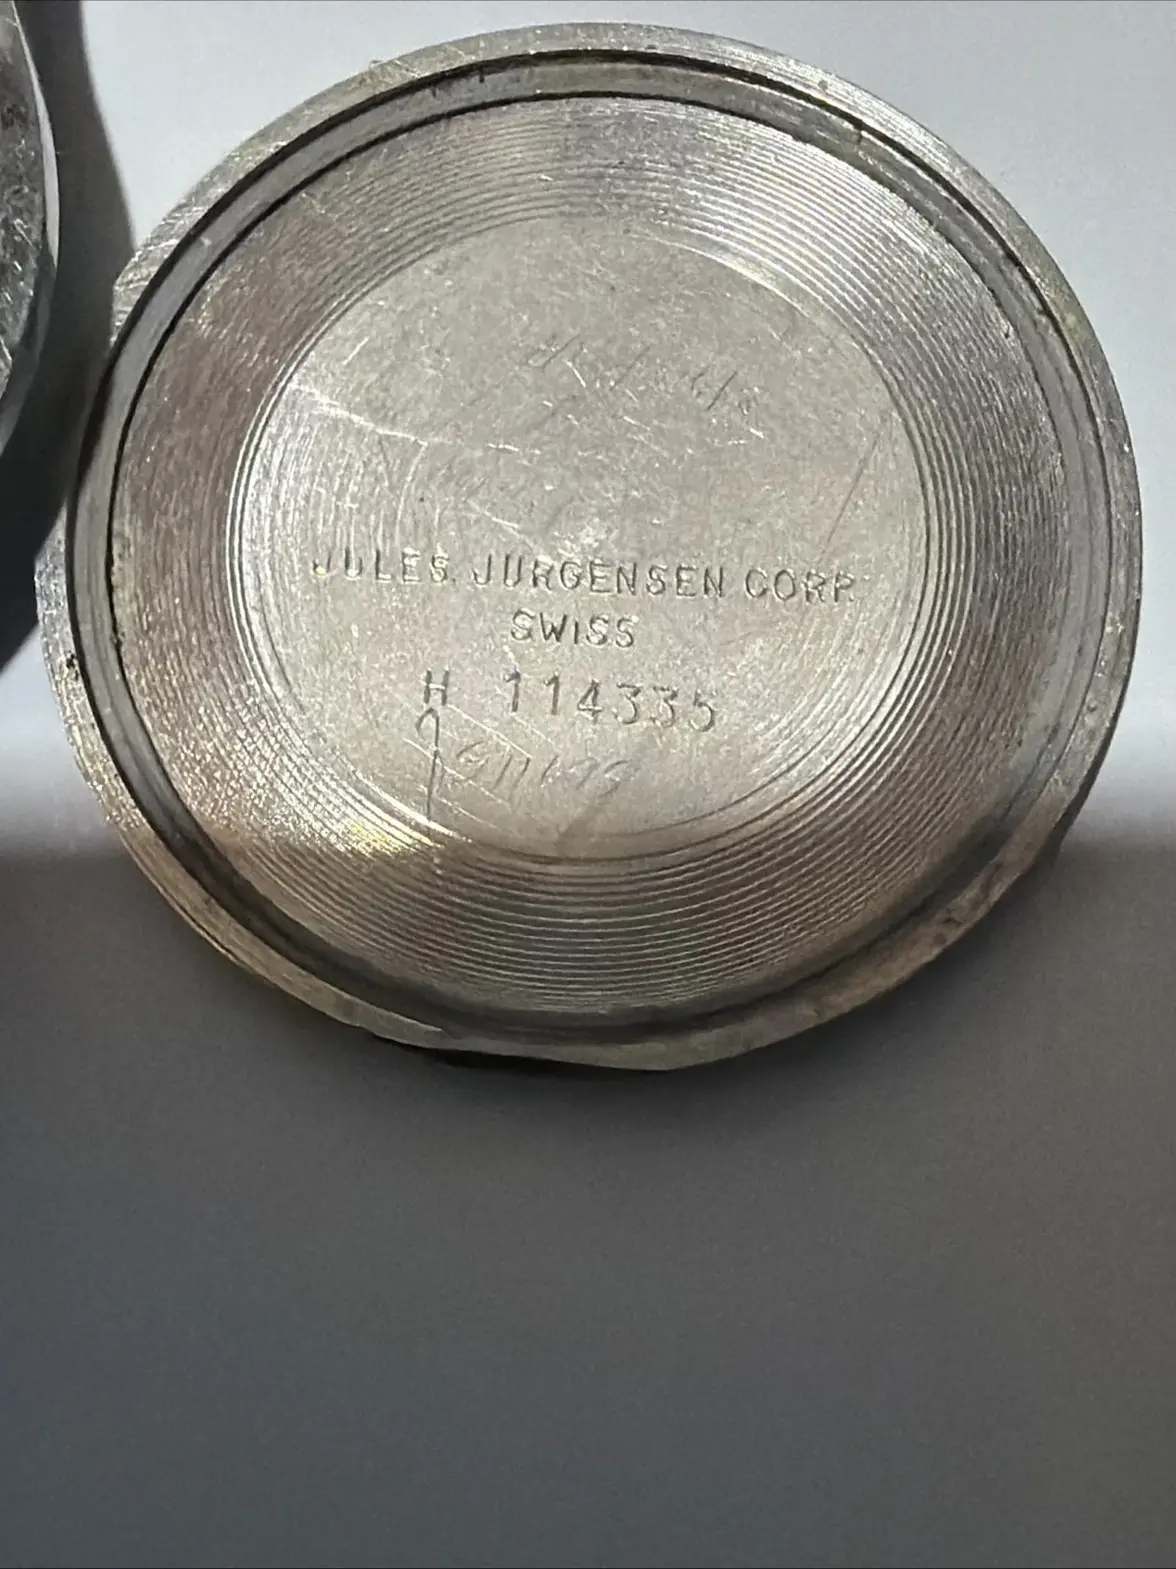 JULES JURGENSEN CORP.
SWISS
H 114335